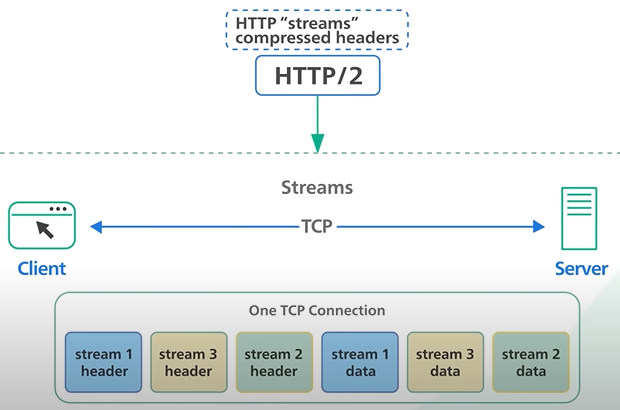 HTTP “streams”
compressed headers
HTTP/2
Streams
TCP
Client
Server
One TCP Connection
stream 1
header
stream 3
header
stream 2
header
stream 1
data
stream 3
data
stream 2
data